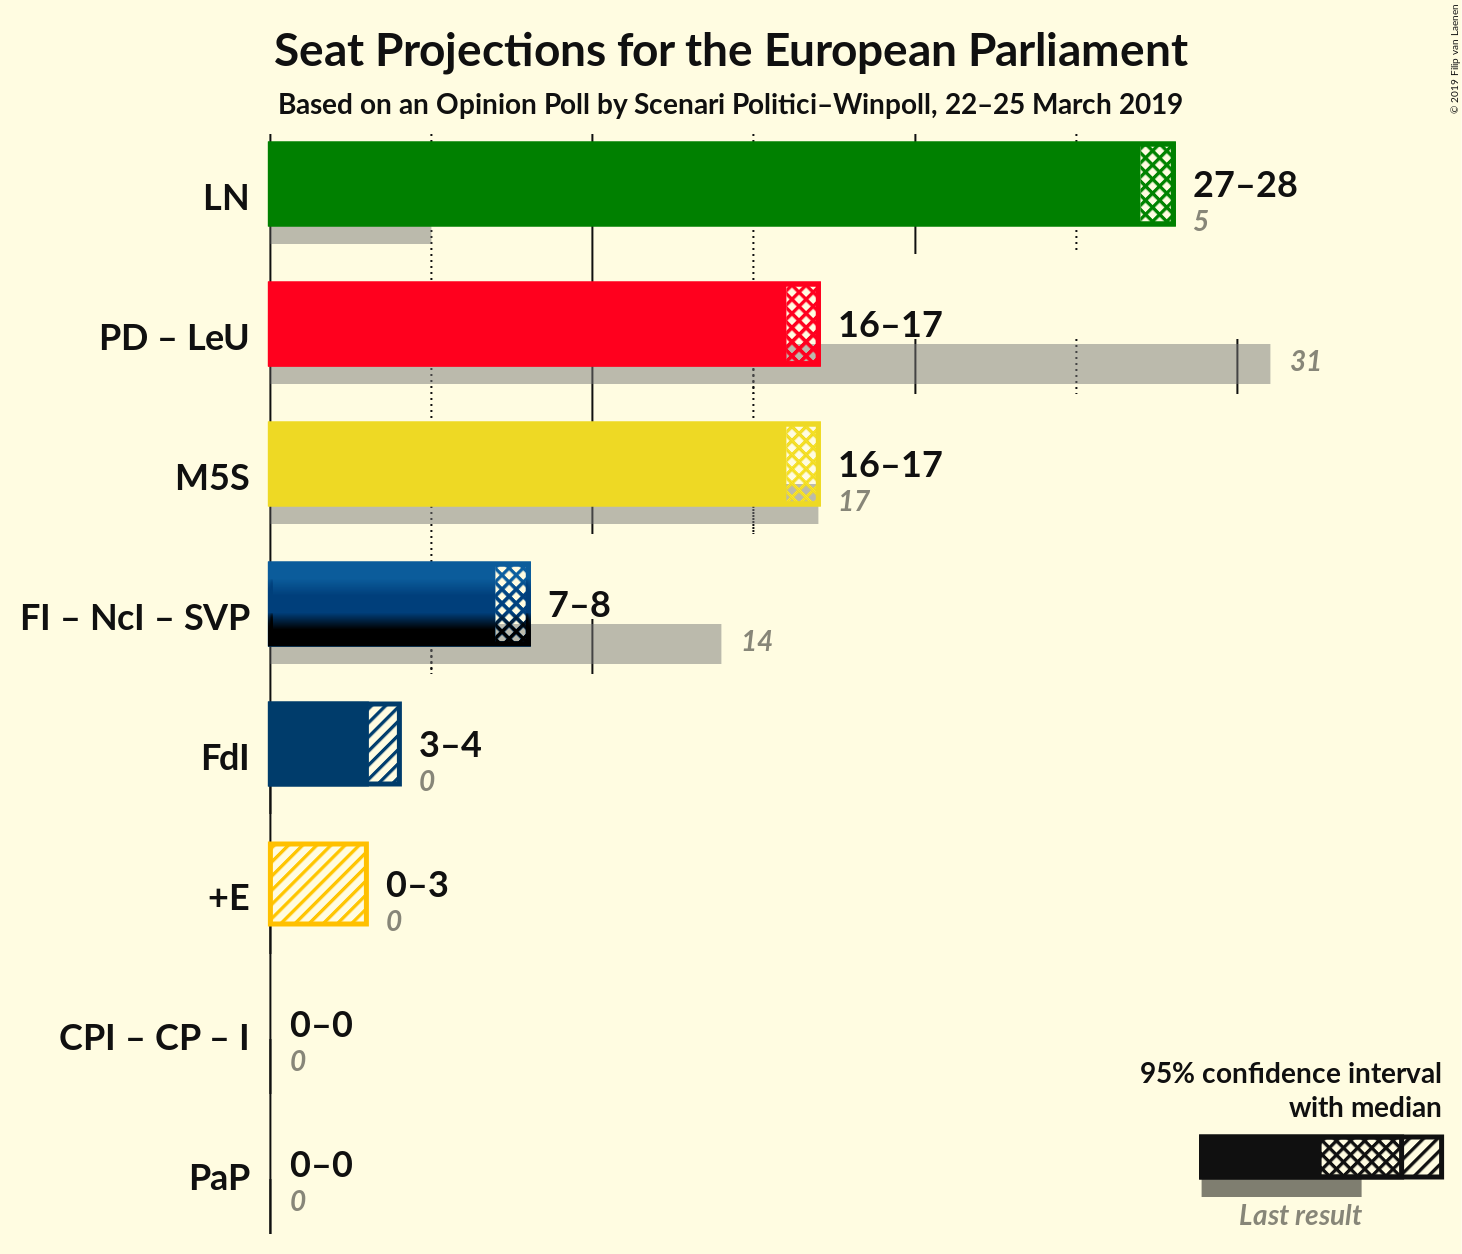 Seat Projections for the European Parliament
Based on an Opinion Poll by Scenari Politici–Winpoll, 22–25 March 2019
© 2019 Filip van Laenen
LN
27–28
5
PD – LeU
16–17
31
M5S
16–17
17
FI – NcI – SVP
7–8
14
FdI
3–4
0
+E
0–3
0
CPI – CP – I
0–0
0
PaP
0–0
0
95% confidence interval
with median
Last result